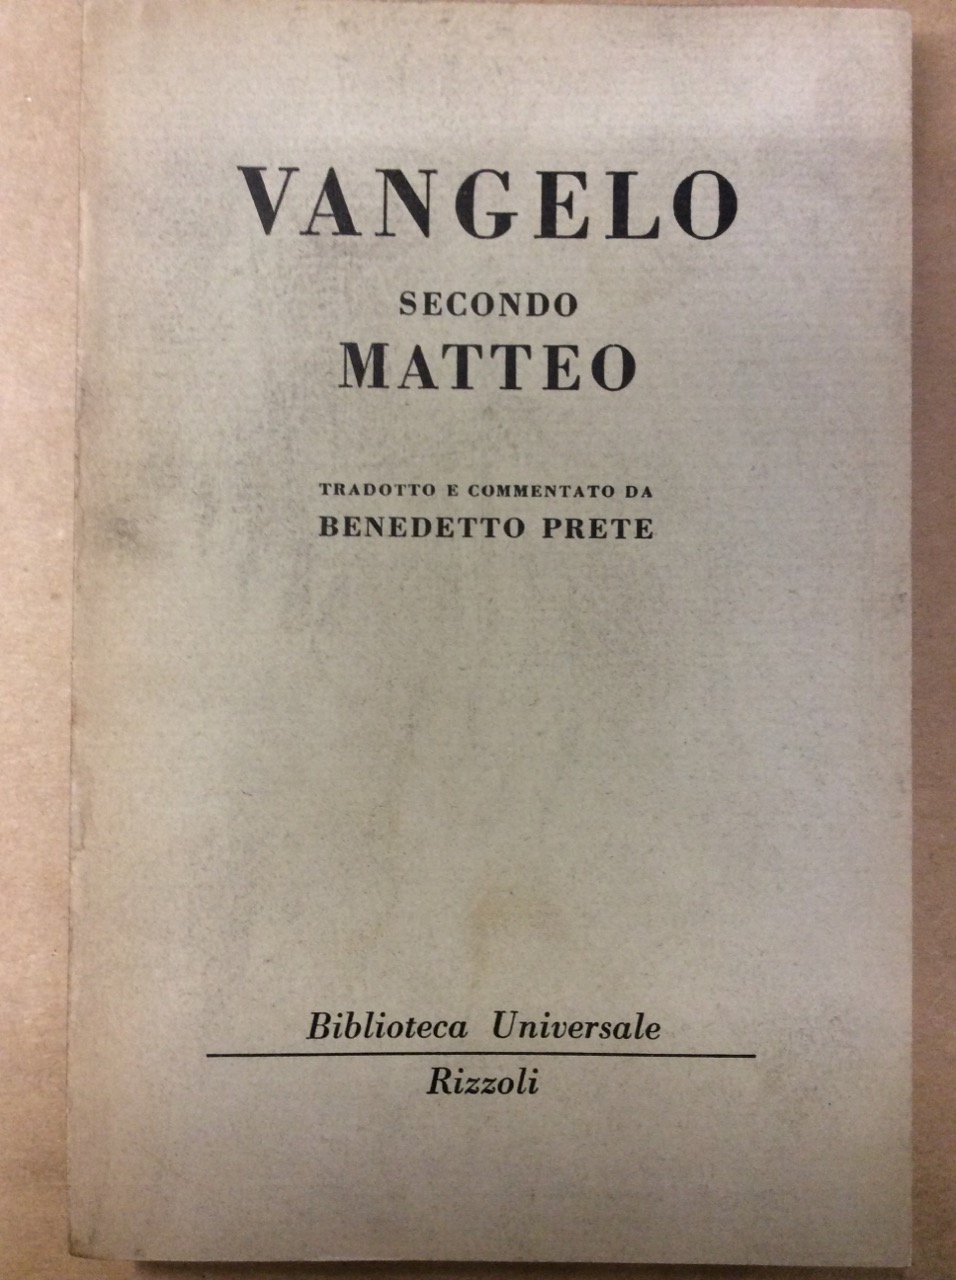 VANGELO
SECONDO
MATTEO
TRADOTTO E COMMENTATO DA
BENEDETTO PRETE
Biblioteca Universale
Rizzoli